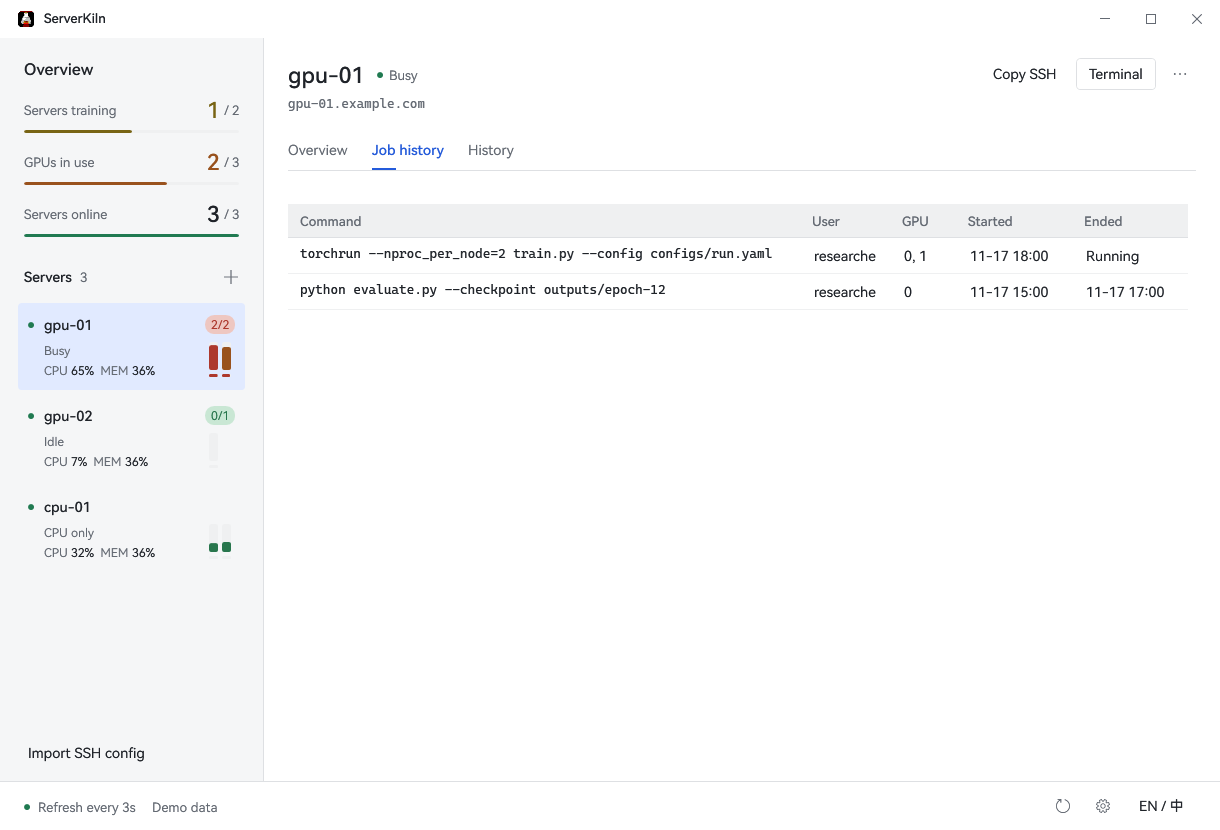 ServerKiln
Overview
Servers training 1 / 2
GPUs in use 2 / 3
Servers online 3 / 3
Servers 3
gpu-01 2/2
Busy
CPU 65% MEM 36%
gpu-02 0/1
Idle
CPU 7% MEM 36%
cpu-01
CPU only
CPU 32% MEM 36%
Import SSH config
gpu-01 Busy
gpu-01.example.com
Copy SSH Terminal ···
Overview Job history History
Command User GPU Started Ended
torchrun --nproc_per_node=2 train.py --config configs/run.yaml researche 0, 1 11-17 18:00 Running
python evaluate.py --checkpoint outputs/epoch-12 researche 0 11-17 15:00 11-17 17:00
Refresh every 3s Demo data
EN / 中